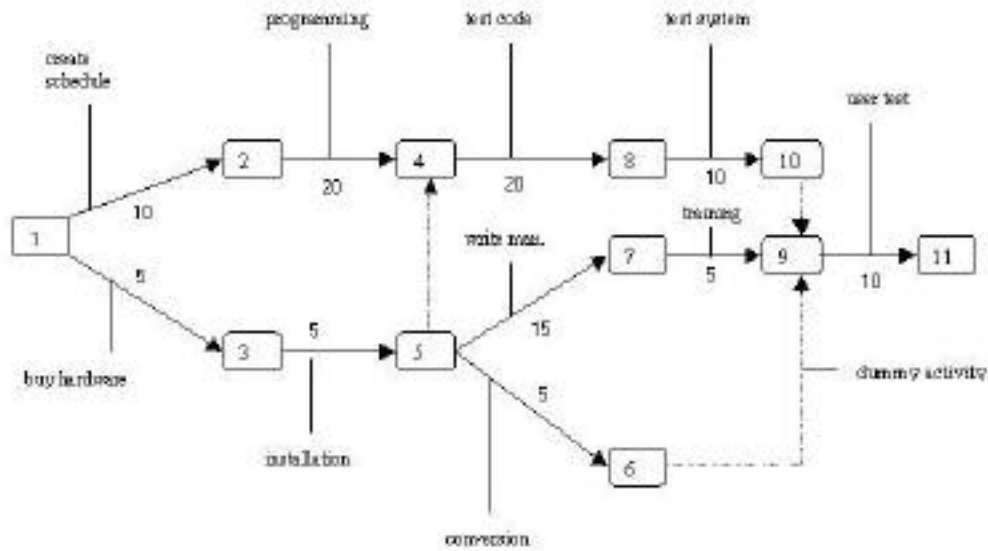 programming
test code
test system
create
schedule
user test
2
4
8
10
20
20
10
training
10
write man.
1
7
9
11
5
5
10
15
3
5
5
5
buy hardware
dummy activity
installation
6
conversion